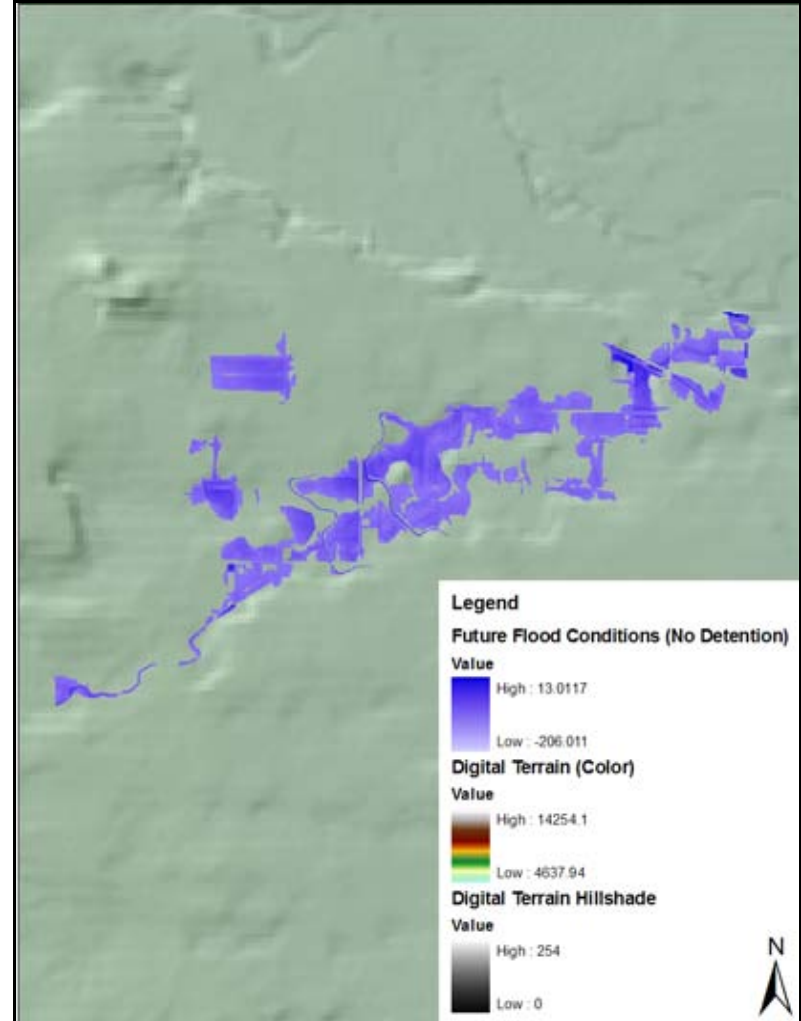 Legend
Future Flood Conditions (No Detention)
Value
High : 13.0117
Low : -206.011
Digital Terrain (Color)
Value
High : 14254.1
Low : 4637.94
Digital Terrain Hillshade
Value
High : 254
Low : 0
N